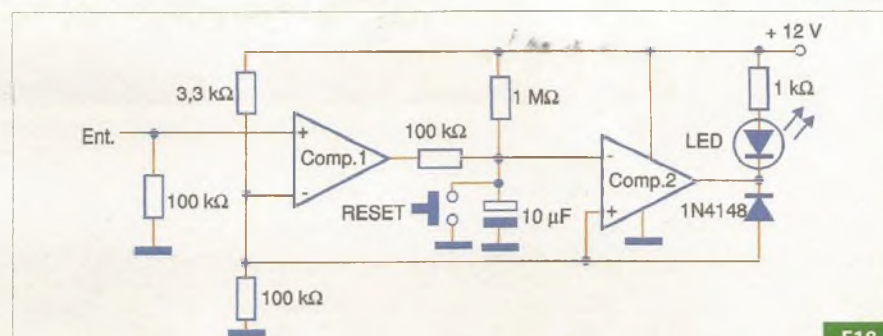 + 12 V
3,3 kΩ
1 MΩ
1 kΩ
Ent.
+
Comp.1
-
100 kΩ
LED
-
Comp.2
+
100 kΩ
RESET
10 µF
1N4148
100 kΩ